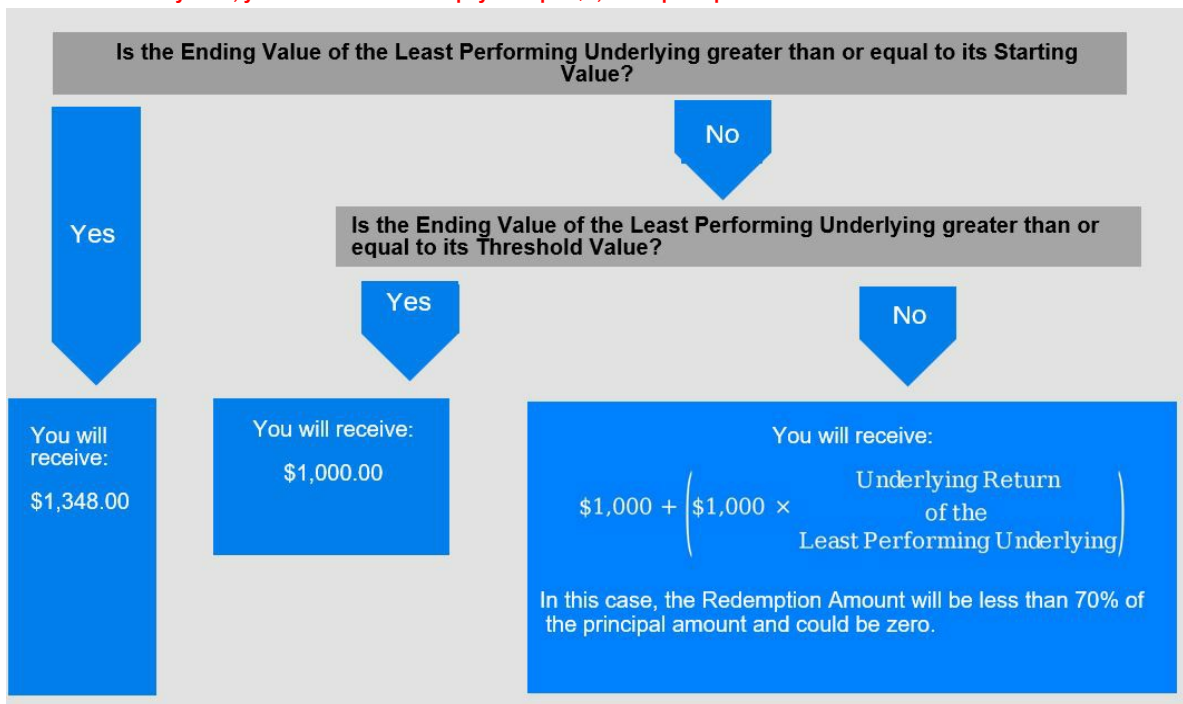 Is the Ending Value of the Least Performing Underlying greater than or equal to its Starting
Value?
Yes
No
Is the Ending Value of the Least Performing Underlying greater than or
equal to its Threshold Value?
Yes
No
You will
receive:
$1,348.00
You will receive:
$1,000.00
You will receive:
$1,000 + ($1,000 × Underlying Return
of the
Least Performing Underlying)
In this case, the Redemption Amount will be less than 70% of
the principal amount and could be zero.